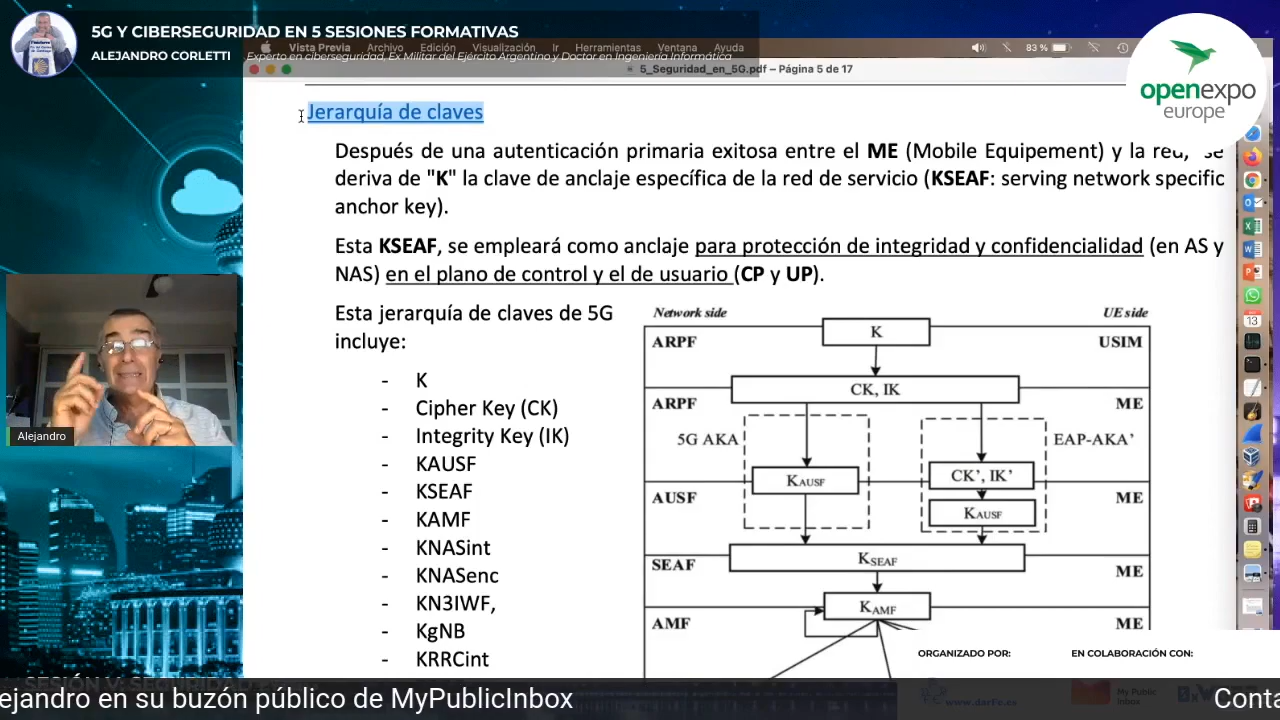 5G Y CIBERSEGURIDAD EN 5 SESIONES FORMATIVAS
ALEJANDRO CORLETTI Experto en ciberseguridad, Ex Militar del Ejército Argentino y Doctor en Ingeniería Informática
Vista Previa Archivo Edición Visualización Ir Herramientas Ventana Ayuda
83 %
5_Seguridad_en_5G.pdf – Página 5 de 17
openexpo
europe
Jerarquía de claves
Después de una autenticación primaria exitosa entre el ME (Mobile Equipement) y la red, se
deriva de "K" la clave de anclaje específica de la red de servicio (KSEAF: serving network specific
anchor key).
Esta KSEAF, se empleará como anclaje para protección de integridad y confidencialidad (en AS y
NAS) en el plano de control y el de usuario (CP y UP).
Esta jerarquía de claves de 5G
incluye:
- K
- Cipher Key (CK)
- Integrity Key (IK)
- KAUSF
- KSEAF
- KAMF
- KNASint
- KNASenc
- KN3IWF,
- KgNB
- KRRCint
Network side UE side
K
ARPF USIM
CK, IK
ARPF ME
5G AKA EAP-AKA’
KAUSF CK’, IK’
AUSF ME
KAUSF
KSEAF
SEAF ME
KAMF
AMF ME
13
Alejandro
ORGANIZADO POR: EN COLABORACIÓN CON:
www.darFe.es
My Public
Inbox
ejandro en su buzón público de MyPublicInbox Conta